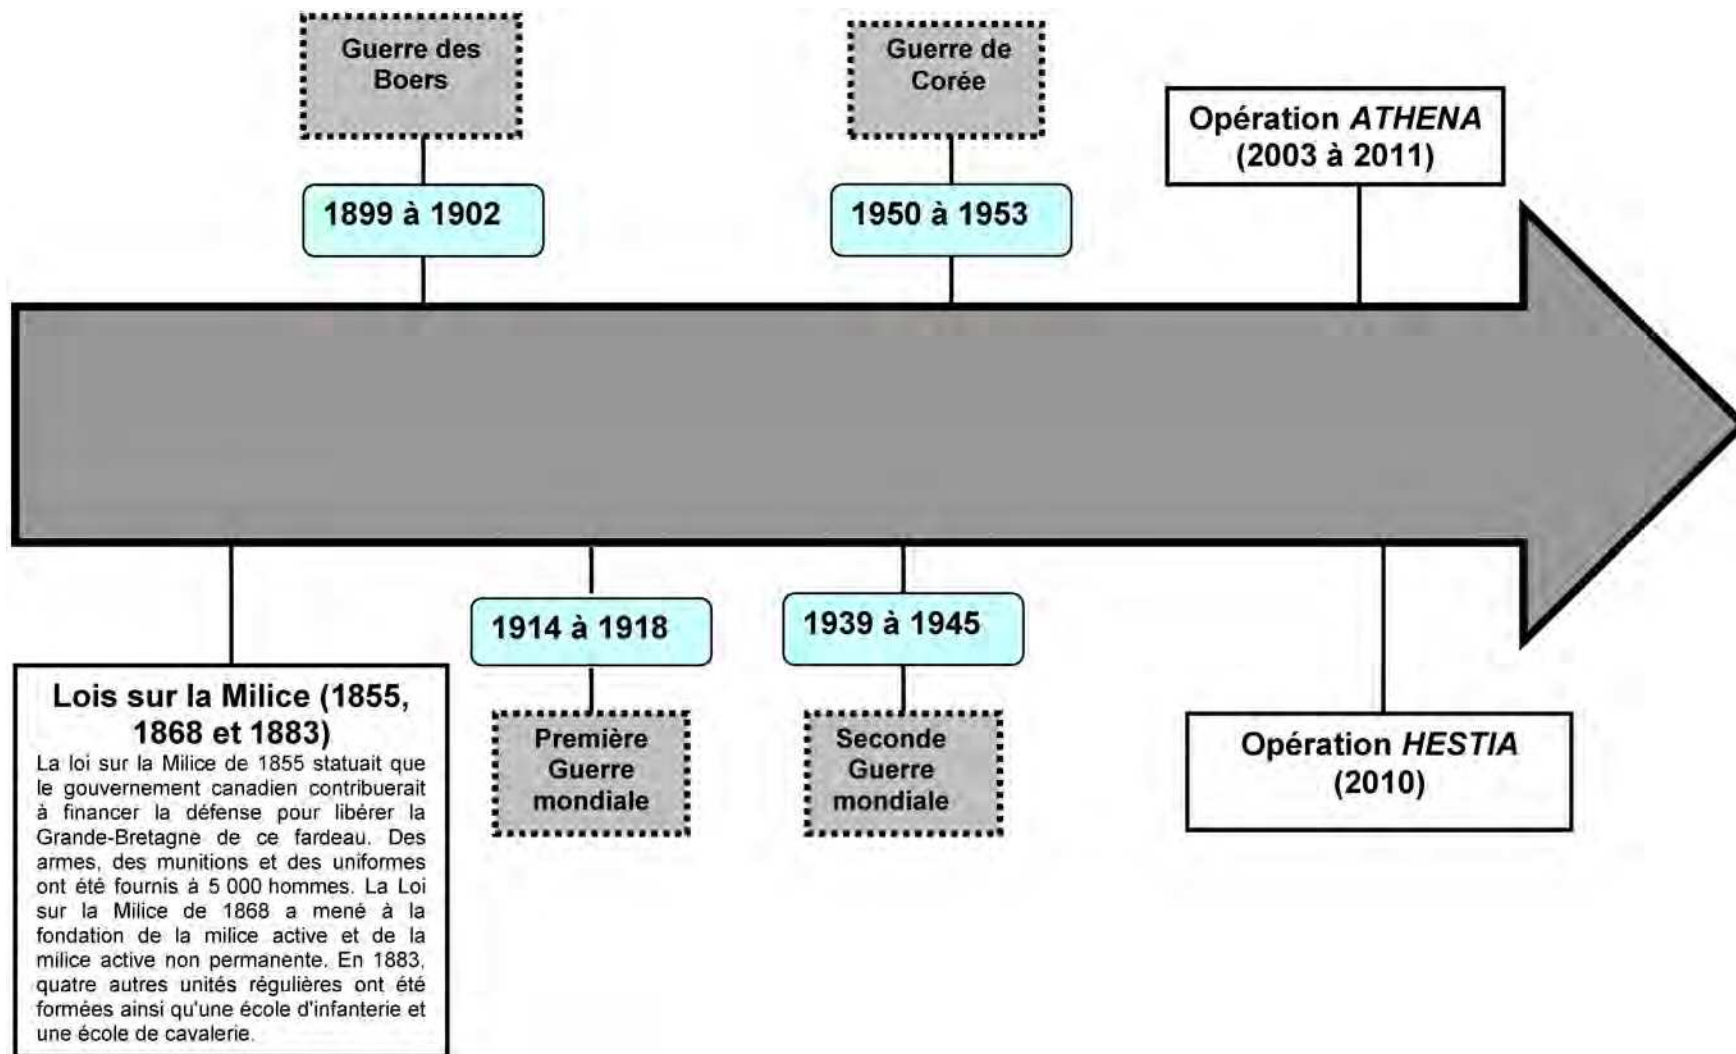 Guerre des
Boers
1899 à 1902
Guerre de
Corée
1950 à 1953
Opération ATHENA
(2003 à 2011)
Lois sur la Milice (1855,
1868 et 1883)
La loi sur la Milice de 1855 statuait que
le gouvernement canadien contribuerait
à financer la défense pour libérer la
Grande-Bretagne de ce fardeau. Des
armes, des munitions et des uniformes
ont été fournis à 5 000 hommes. La Loi
sur la Milice de 1868 a mené à la
fondation de la milice active et de la
milice active non permanente. En 1883,
quatre autres unités régulières ont été
formées ainsi qu'une école d'infanterie et
une école de cavalerie.
1914 à 1918
Première
Guerre
mondiale
1939 à 1945
Seconde
Guerre
mondiale
Opération HESTIA
(2010)